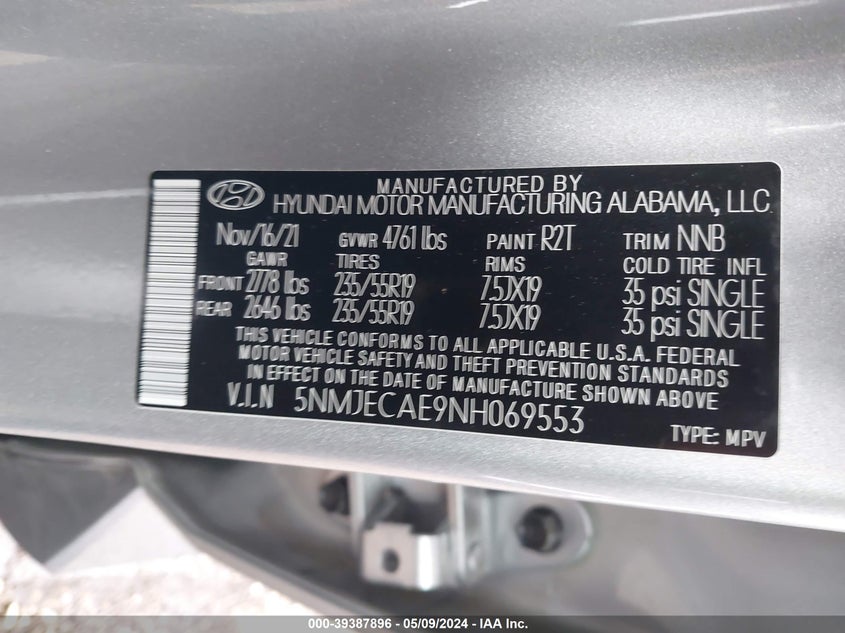 MANUFACTURED BY
HYUNDAI MOTOR MANUFACTURING ALABAMA, LLC
Nov/16/21 GVWR 4761 lbs PAINT R2T TRIM NNB
GAWR TIRES RIMS COLD TIRE INFL
FRONT 2778 lbs 235/55R19 7.5JX19 35 psi SINGLE
REAR 2646 lbs 235/55R19 7.5JX19 35 psi SINGLE
THIS VEHICLE CONFORMS TO ALL APPLICABLE U.S.A. FEDERAL
MOTOR VEHICLE SAFETY AND THEFT PREVENTION STANDARDS
IN EFFECT ON THE DATE OF MANUFACTURE SHOWN ABOVE
V.I.N 5NMJECAE9NH069553
TYPE: MPV
000-39387896 - 05/09/2024 - IAA Inc.